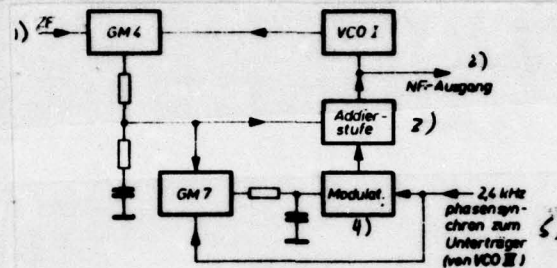 1) ZF
GM 4
VCO I
3)
NF-Ausgang
Addier-
stufe
2)
GM 7
Modulat.
4)
2,4 kHz
phasensyn-
chron zum
Unterträger
(von VCO III)
5)